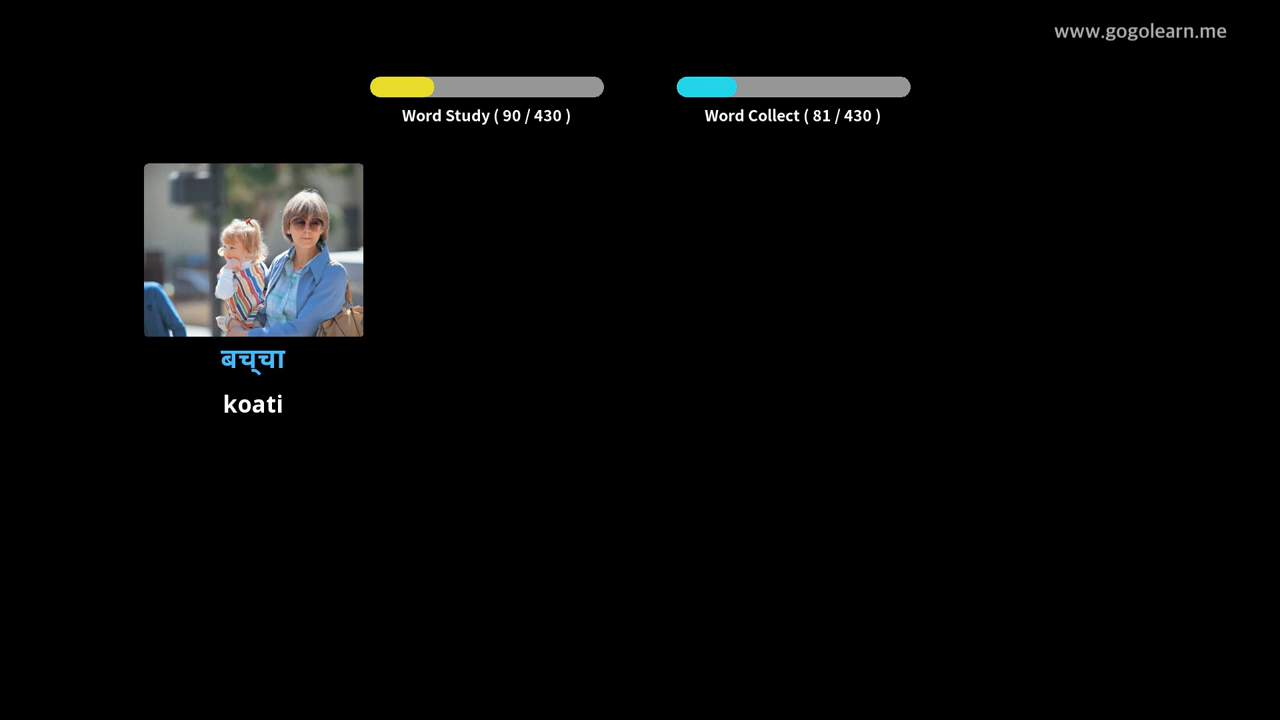 www.gogolearn.me
Word Study ( 90 / 430 )
Word Collect ( 81 / 430 )
बच्‌चा
koati